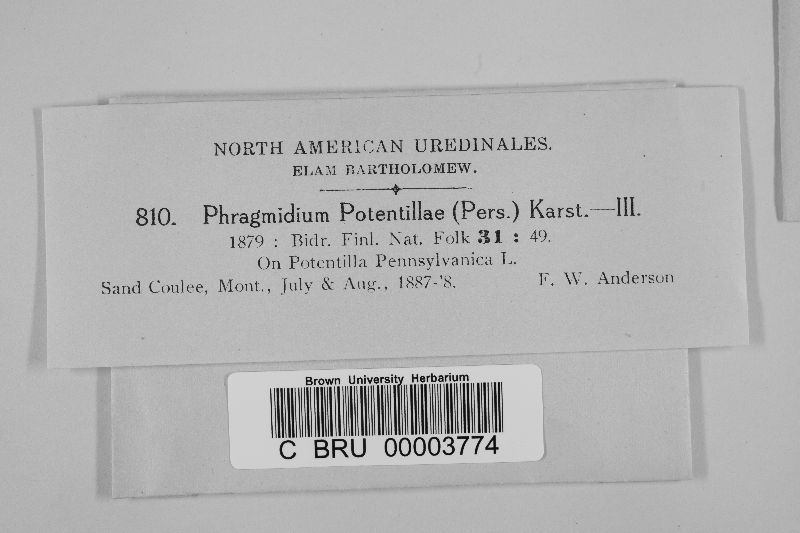 NORTH AMERICAN UREDINALES.
ELAM BARTHOLOMEW.
810. Phragmidium Potentillae (Pers.) Karst.—III.
1879 : Bidr. Finl. Nat. Folk 31 : 49.
On Potentilla Pennsylvanica L.
Sand Coulee, Mont., July & Aug., 1887-'8. F. W. Anderson
Brown University Herbarium
C BRU 00003774